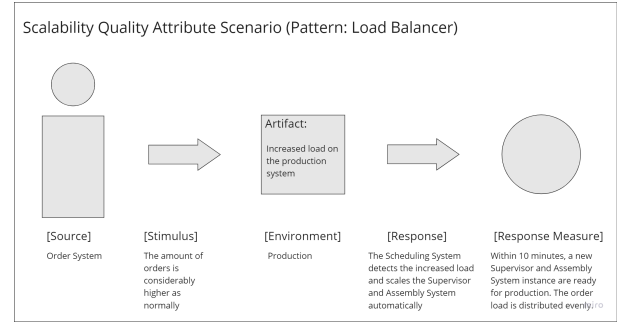 Scalability Quality Attribute Scenario (Pattern: Load Balancer)
Artifact:
Increased load on
the production
system
[Source]
Order System
[Stimulus]
The amount of
orders is
considerably
higher as
normally
[Environment]
Production
[Response]
The Scheduling System
detects the increased load
and scales the Supervisor
and Assembly System
automatically
[Response Measure]
Within 10 minutes, a new
Supervisor and Assembly
System instance are ready
for production. The order
load is distributed evenly.